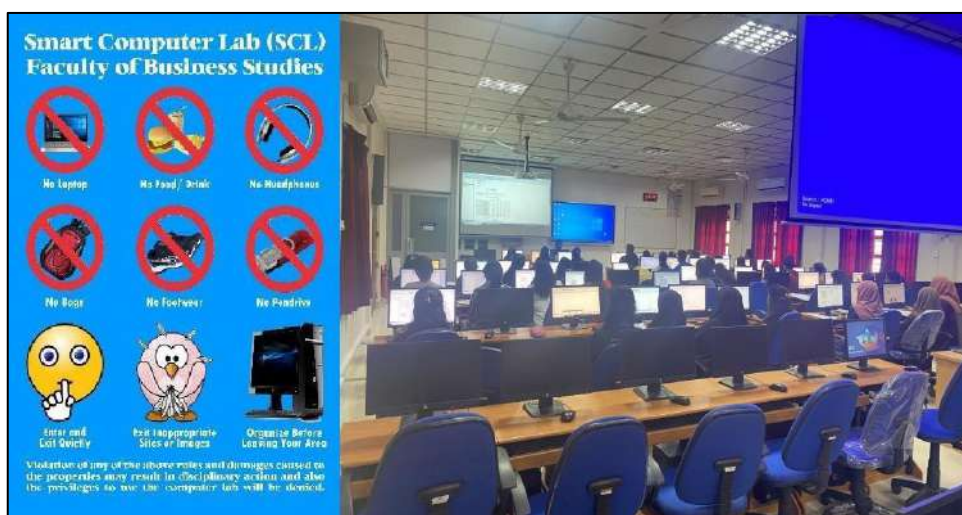 Smart Computer Lab (SCL)
Faculty of Business Studies
No Laptop
No Food/ Drink
No Headphones
No Bags
No Footwear
No Pendrive
Enter and
Exit Quietly
Exit Inappropriate
Sites or Images
Organize Before
Leaving Your Area
Violation of any of the above rules and damages caused to
the properties may result in disciplinary action and also
the privileges to use the computer lab will be denied.